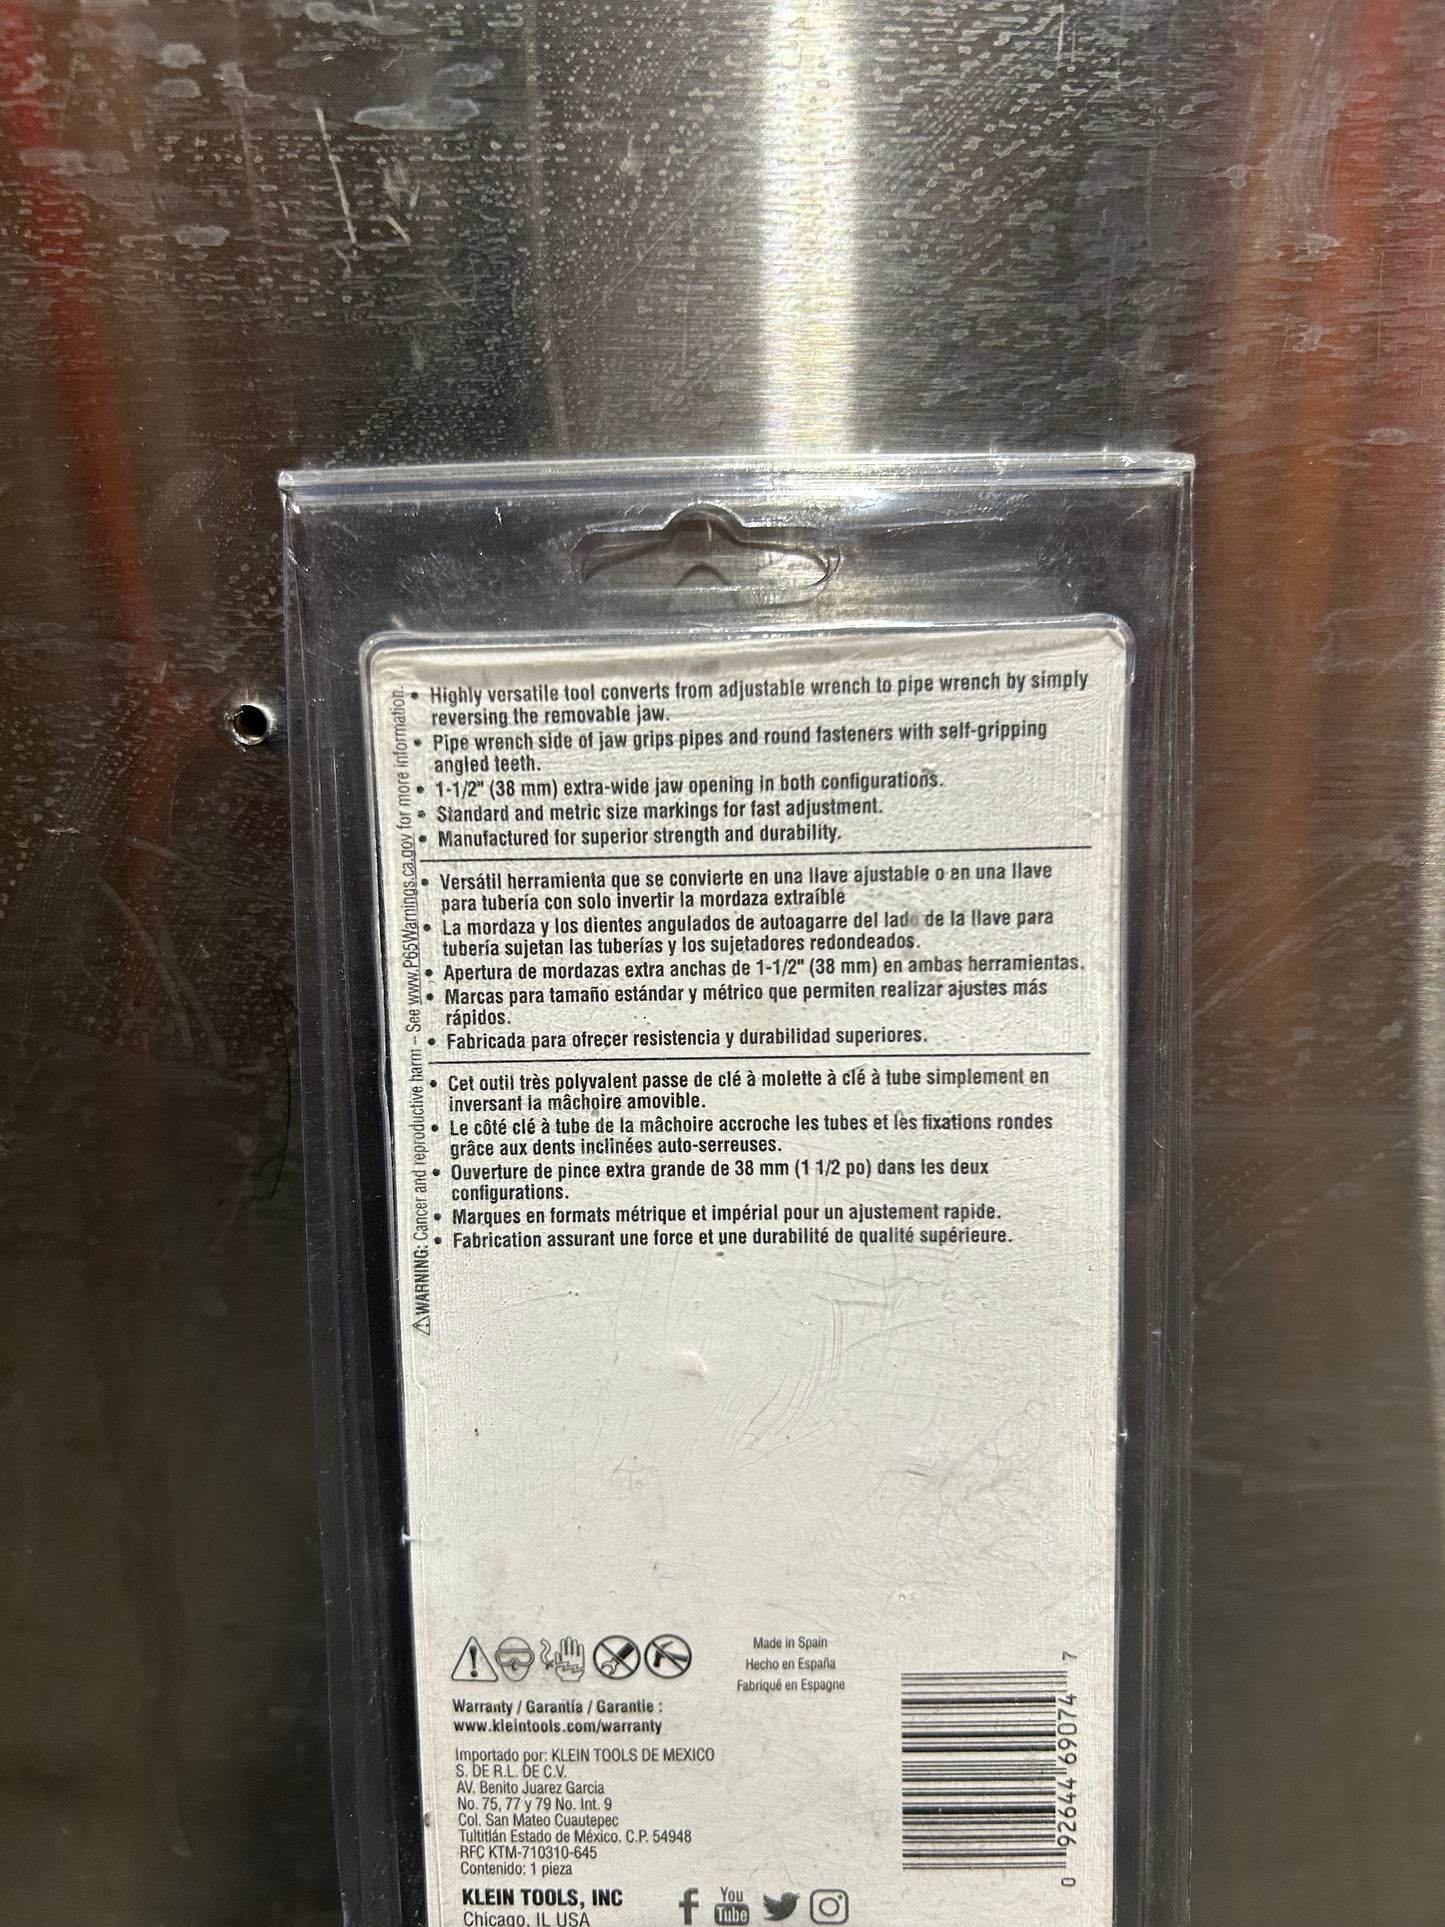 • Highly versatile tool converts from adjustable wrench to pipe wrench by simply
reversing the removable jaw.
• Pipe wrench side of jaw grips pipes and round fasteners with self-gripping
angled teeth.
• 1-1/2" (38 mm) extra-wide jaw opening in both configurations.
• Standard and metric size markings for fast adjustment.
• Manufactured for superior strength and durability.
• Versátil herramienta que se convierte en una llave ajustable o en una llave
para tubería con solo invertir la mordaza extraíble
• La mordaza y los dientes angulados de autoagarre del lado de la llave para
tubería sujetan las tuberías y los sujetadores redondeados.
• Apertura de mordazas extra anchas de 1-1/2" (38 mm) en ambas herramientas.
• Marcas para tamaño estándar y métrico que permiten realizar ajustes más
rápidos.
• Fabricada para ofrecer resistencia y durabilidad superiores.
• Cet outil très polyvalent passe de clé à molette à clé à tube simplement en
inversant la mâchoire amovible.
• Le côté clé à tube de la mâchoire accroche les tubes et les fixations rondes
grâce aux dents inclinées auto-serreuses.
• Ouverture de pince extra grande de 38 mm (1 1/2 po) dans les deux
configurations.
• Marques en formats métrique et impérial pour un ajustement rapide.
• Fabrication assurant une force et une durabilité de qualité supérieure.
⚠WARNING: Cancer and reproductive harm – See www.P65Warnings.ca.gov for more information.
Made in Spain
Hecho en España
Fabriqué en Espagne
Warranty / Garantía / Garantie :
www.kleintools.com/warranty
Importado por: KLEIN TOOLS DE MEXICO
S. DE R.L. DE C.V.
AV. Benito Juarez Garcia
No. 75, 77 y 79 No. Int. 9
Col. San Mateo Cuautepec
Tultitlán Estado de México. C.P. 54948
RFC KTM-710310-645
Contenido: 1 pieza
KLEIN TOOLS, INC
Chicago, IL USA
You
Tube
0 92644 69074 7